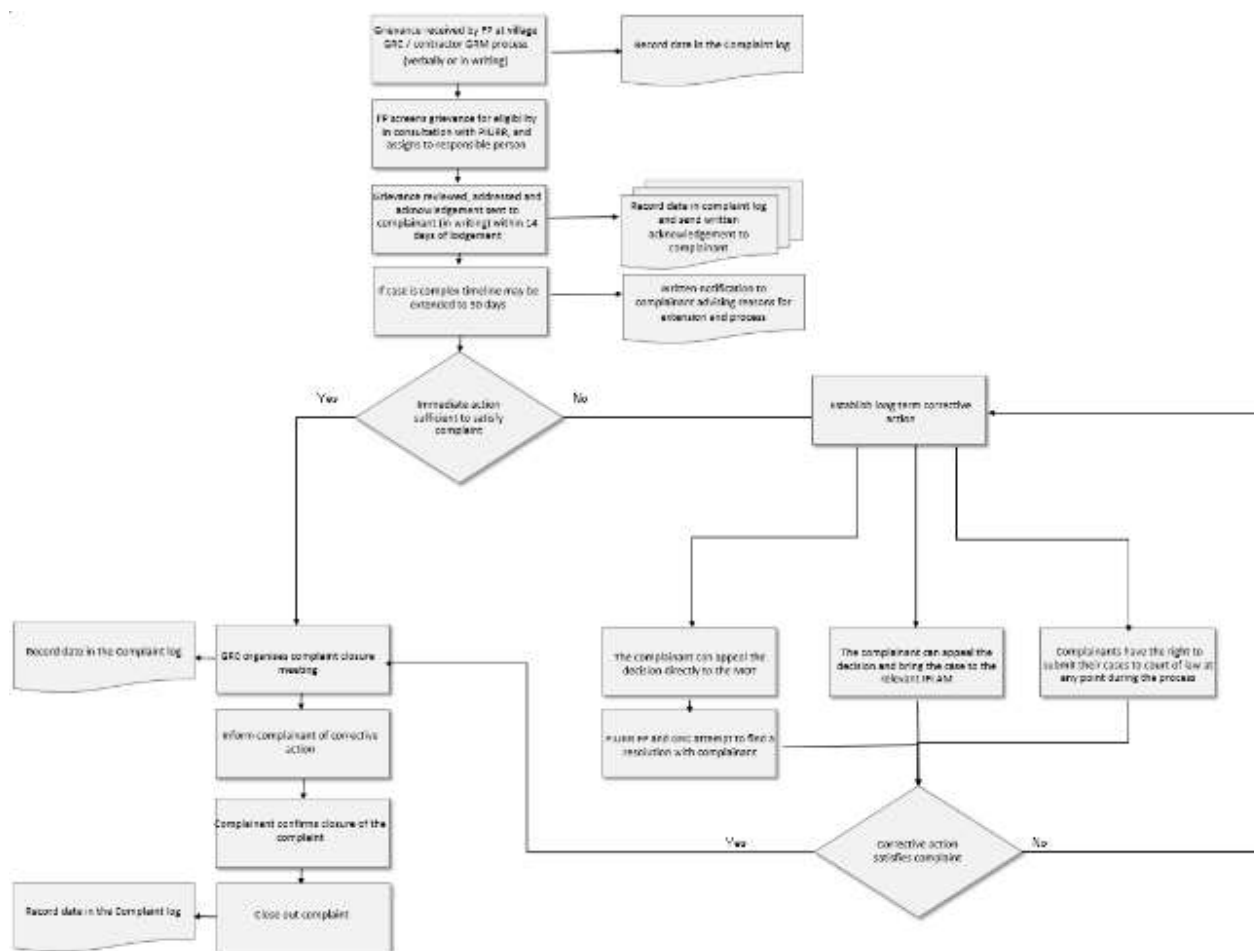 Grievance received by FP at village
GRC / contractor GRM process
(verbally or in writing)
Record date in the Complaint log
FP screens grievance for eligibility
in consultation with PIURR, and
assigns to responsible person
Grievance reviewed, addressed and
acknowledgement sent to
complainant (in writing) within 14
days of lodgement
Record data in complaint log
and send written
acknowledgement to
complainant
If case is complex timeline may be
extended to days
Written notification to
complainant advising reasons for
extension and process
Yes
Immediate action
sufficient to satisfy
complaint
No
Establish long term corrective
action
Record date in the Complaint log
GRC organises complaint closure
meeting
The complainant can appeal the
decision directly to the MOT
The complainant can appeal the
decision and bring the case to the
relevant IFI AM
Complainants have the right to
submit their cases to court of law at
any point during the process
Inform complainant of corrective
action
PIURR FP and GRC attempt to find a
resolution with complainant
Complainent confirms closure of the
complaint
Yes
Corrective action
satisfies complaint
No
Record data in the Complaint log
Close out complaint